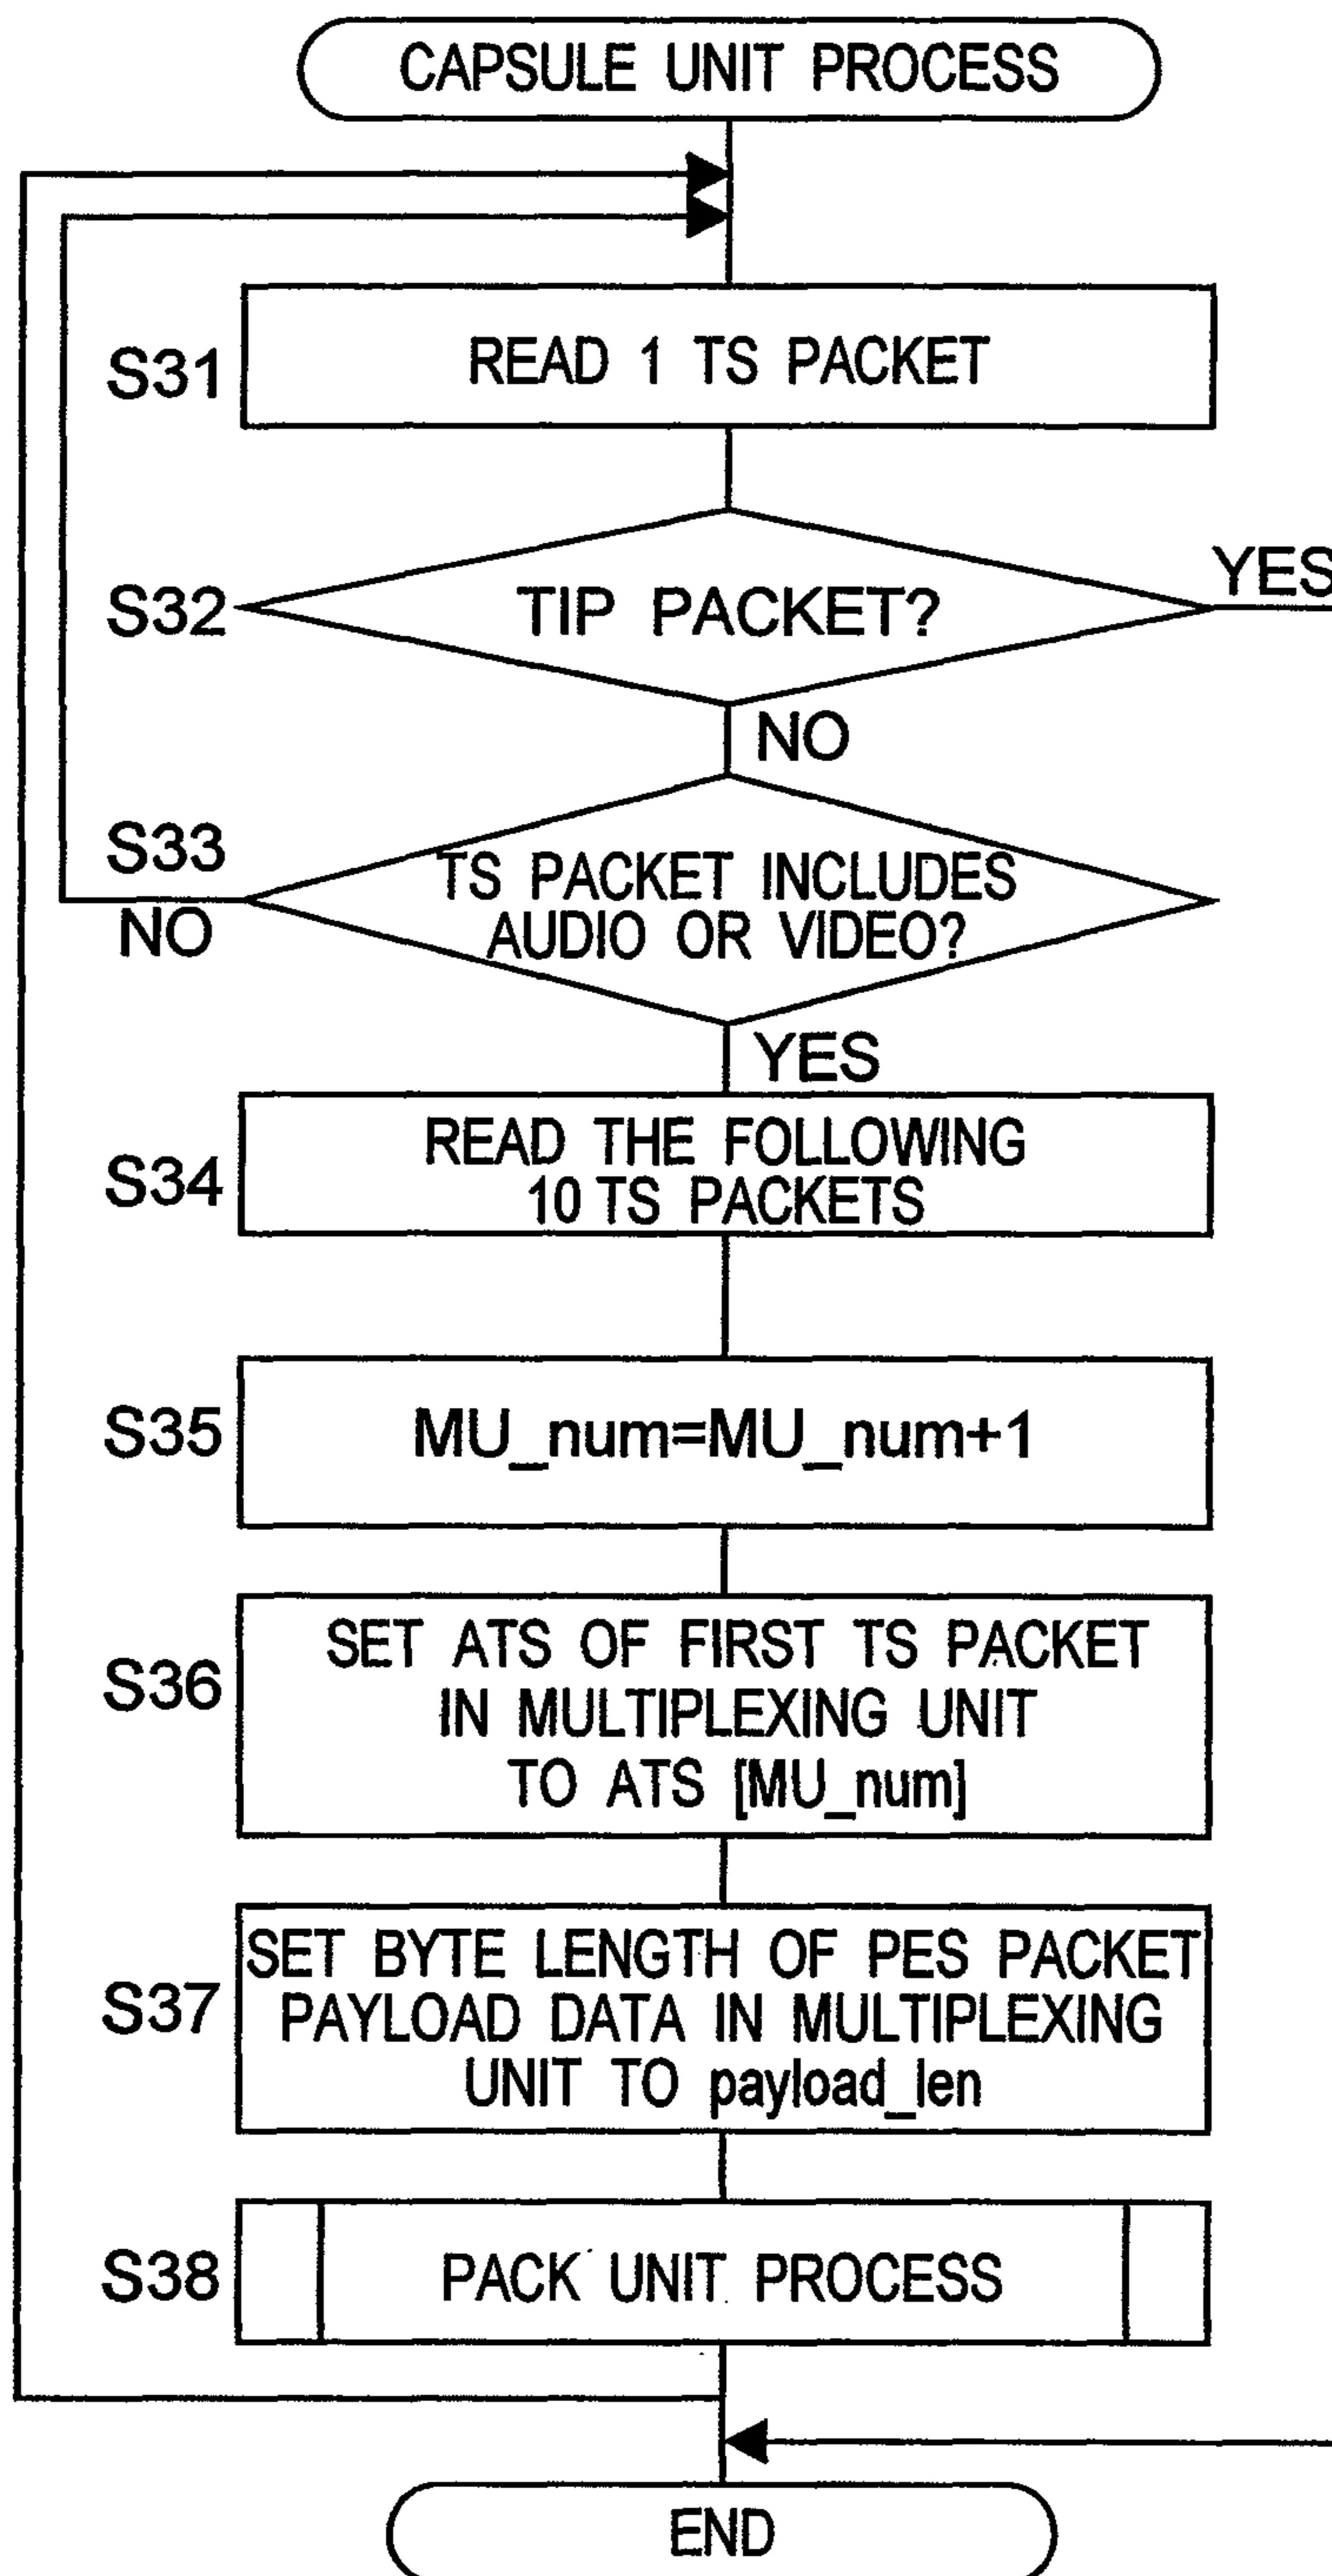 CAPSULE UNIT PROCESS
S31
READ 1 TS PACKET
S32
TIP PACKET?
YES
NO
S33
TS PACKET INCLUDES
AUDIO OR VIDEO?
NO
YES
S34
READ THE FOLLOWING
10 TS PACKETS
S35
MU_num=MU_num+1
S36
SET ATS OF FIRST TS PACKET
IN MULTIPLEXING UNIT
TO ATS [MU_num]
S37
SET BYTE LENGTH OF PES PACKET
PAYLOAD DATA IN MULTIPLEXING
UNIT TO payload_len
S38
PACK UNIT PROCESS
END